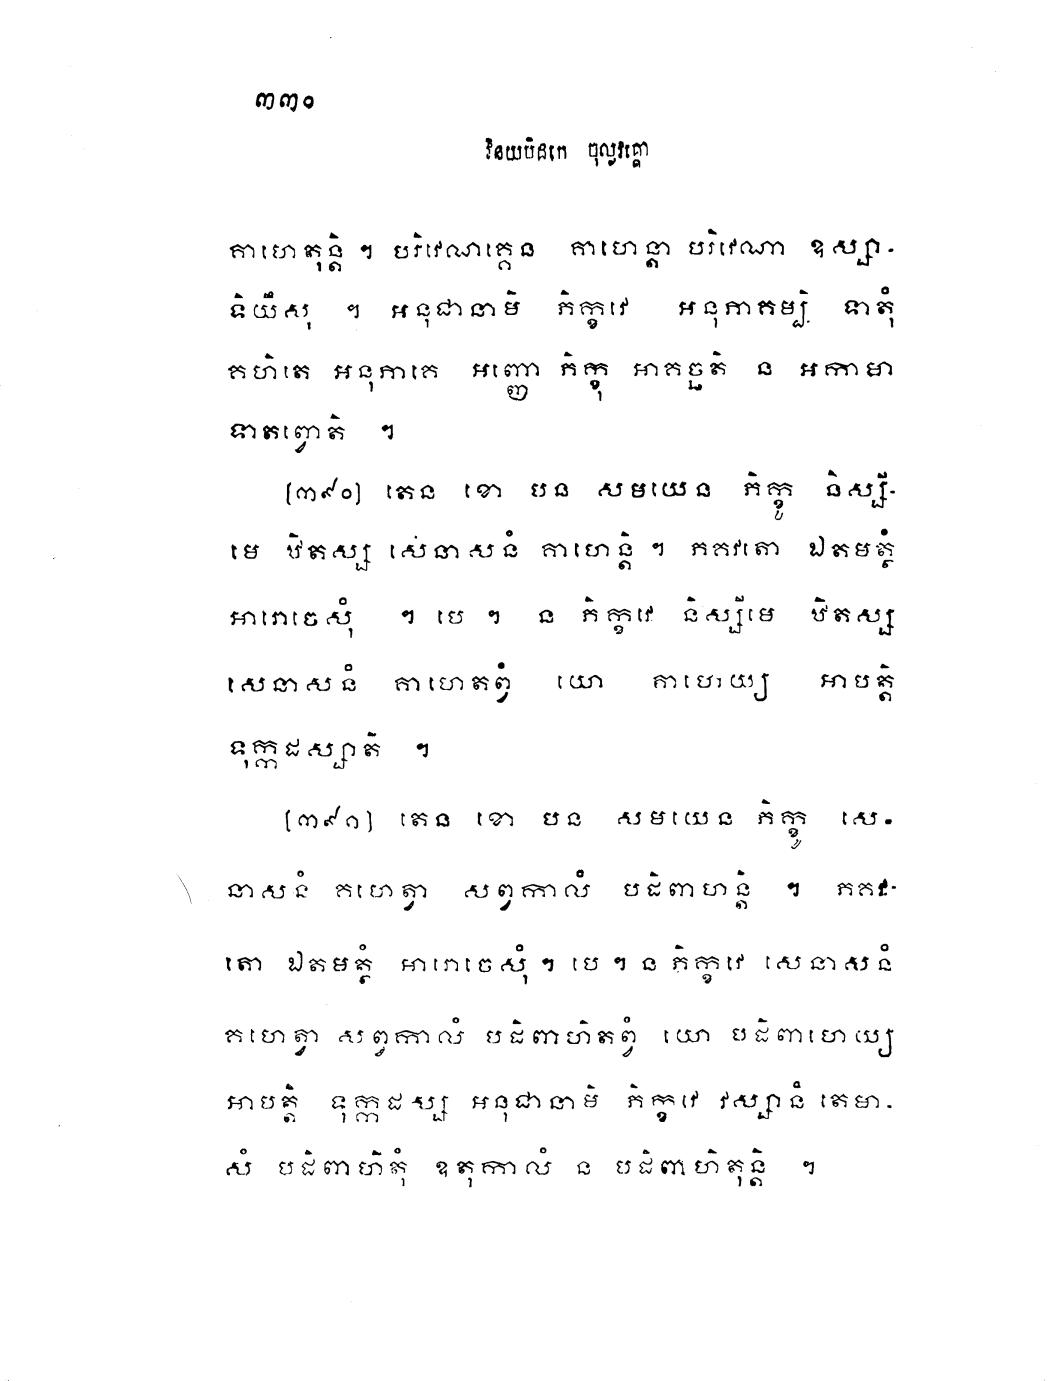 ៣៣០
វិនយបិដកេ ចុល្លវគ្គោ
គាហេតុន្តិ ។ បរិវេណគ្គេន គាហេន្តា បរិវេណា ឧស្សា-
ទិយឹសុ ។ អនុជានាមិ ភិក្ខវេ អនុភាគម្បិ ទាតុំ
គហិតេ អនុភាគេ អញ្ញោ ភិក្ខុ អាគច្ឆតិ ន អកាមា
ទាតព្វោតិ ។
[៣៩០] តេន ខោ បន សមយេន ភិក្ខូ និស្សី-
មេ ឋិតស្ស សេនាសនំ គាហេន្តិ ។ ភគវតោ ឯតមត្ថំ
អារោចេសុំ ។ បេ ។ ន ភិក្ខវេ និស្សីមេ ឋិតស្ស
សេនាសនំ គាហេតព្វំ យោ គាហេយ្យ អាបត្តិ
ទុក្កដស្សាតិ ។
[៣៩១] តេន ខោ បន សមយេន ភិក្ខូ សេ-
នាសនំ គហេត្វា សព្វកាលំ បដិពាហន្តិ ។ ភគវ-
តោ ឯតមត្ថំ អារោចេសុំ ។ បេ ។ ន ភិក្ខវេ សេនាសនំ
គហេត្វា សព្វកាលំ បដិពាហិតព្វំ យោ បដិពាហេយ្យ
អាបត្តិ ទុក្កដស្ស អនុជានាមិ ភិក្ខវេ វស្សានំ តេមា-
សំ បដិពាហិតុំ ឧតុកាលំ ន បដិពាហិតុន្តិ ។